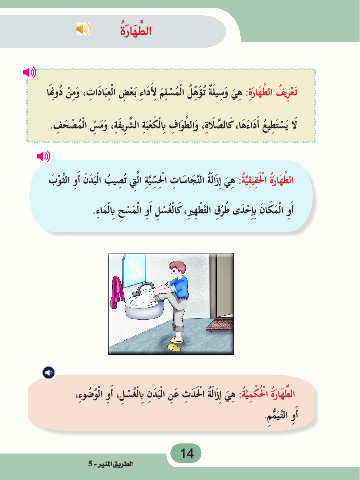 الطَّهَارَةُ
تَعْرِيفُ الطَّهَارَةِ: هِيَ وَسِيلَةٌ تُؤَهِّلُ الْمُسْلِمَ لِأَدَاءِ بَعْضِ الْعِبَادَاتِ، وَمِنْ دُونِهَا
لَا يَسْتَطِيعُ أَدَاءَهَا، كَالصَّلَاةِ، وَالطَّوَافِ بِالْكَعْبَةِ الشَّرِيفَةِ، وَمَسِّ الْمُصْحَفِ.
الطَّهَارَةُ الْحَقِيقِيَّةُ: هِيَ إِزَالَةُ النَّجَاسَاتِ الْحِسِّيَّةِ الَّتِي تُصِيبُ الْبَدَنَ أَوِ الثَّوْبَ
أَوِ الْمَكَانَ بِإِحْدَى طُرُقِ التَّطْهِيرِ، كَالْغُسْلِ أَوِ الْمَسْحِ بِالْمَاءِ.
الطَّهَارَةُ الْحُكْمِيَّةُ: هِيَ إِزَالَةُ الْحَدَثِ عَنِ الْبَدَنِ بِالْغُسْلِ، أَوِ الْوُضُوءِ،
أَوِ التَّيَمُّمِ.
14
الطريق المنير - 5